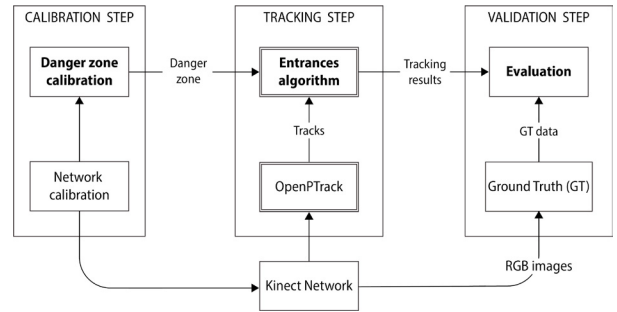 CALIBRATION STEP
TRACKING STEP
VALIDATION STEP
Danger zone
calibration
Danger
zone
Entrances
algorithm
Tracking
results
Evaluation
Tracks
GT data
Network
calibration
OpenPTrack
Ground Truth (GT)
Kinect Network
RGB images